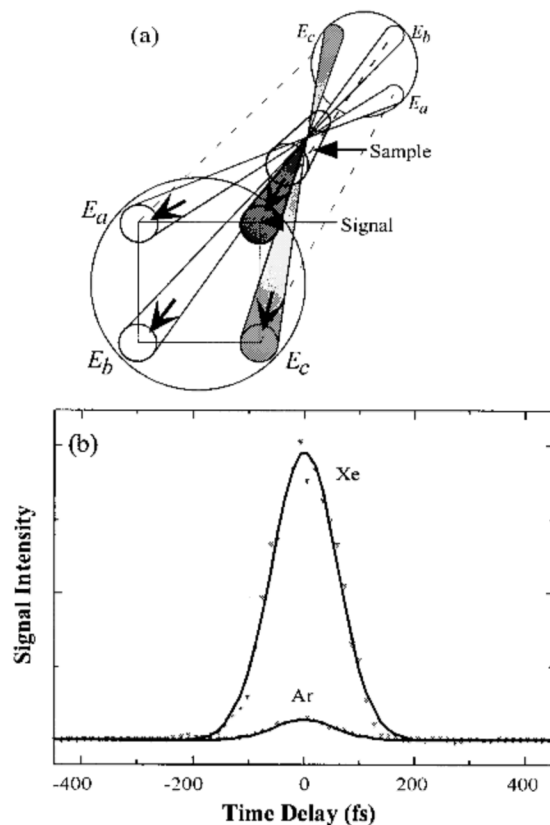 (a)
E_c
E_b
E_a
Sample
E_a
Signal
E_b
E_c
(b)
Xe
Ar
Signal Intensity
-400
-200
0
200
400
Time Delay (fs)